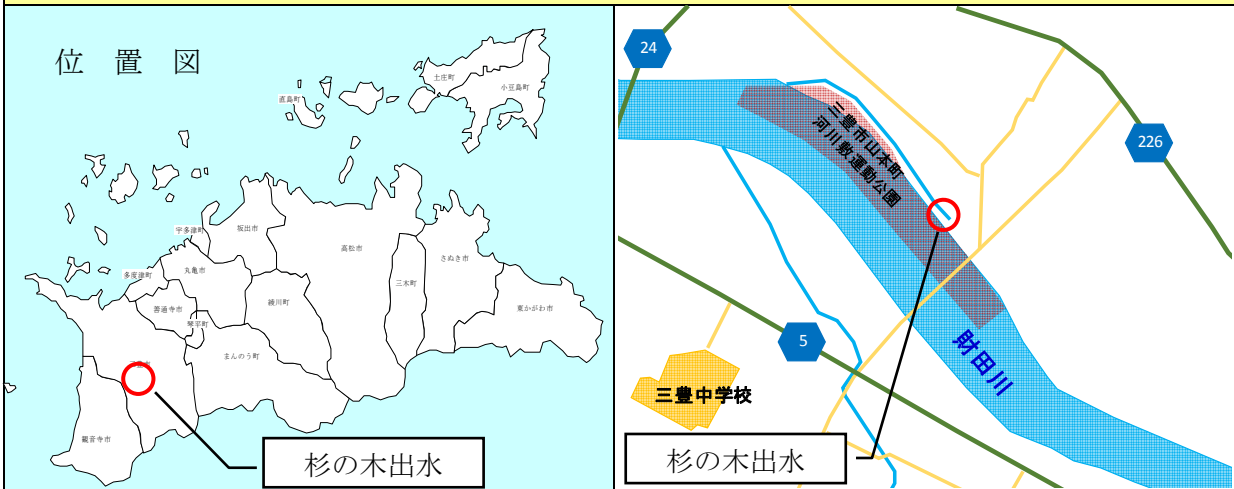 位置図
土庄町
小豆島町
直島町
宇多津町
坂出市
高松市
多度津町
丸亀市
さぬき市
三木町
善通寺市
綾川町
東かがわ市
琴平町
まんのう町
観音寺市
杉の木出水
24
三豊市山本町
河川敷運動公園
226
5
財田川
三豊中学校
杉の木出水